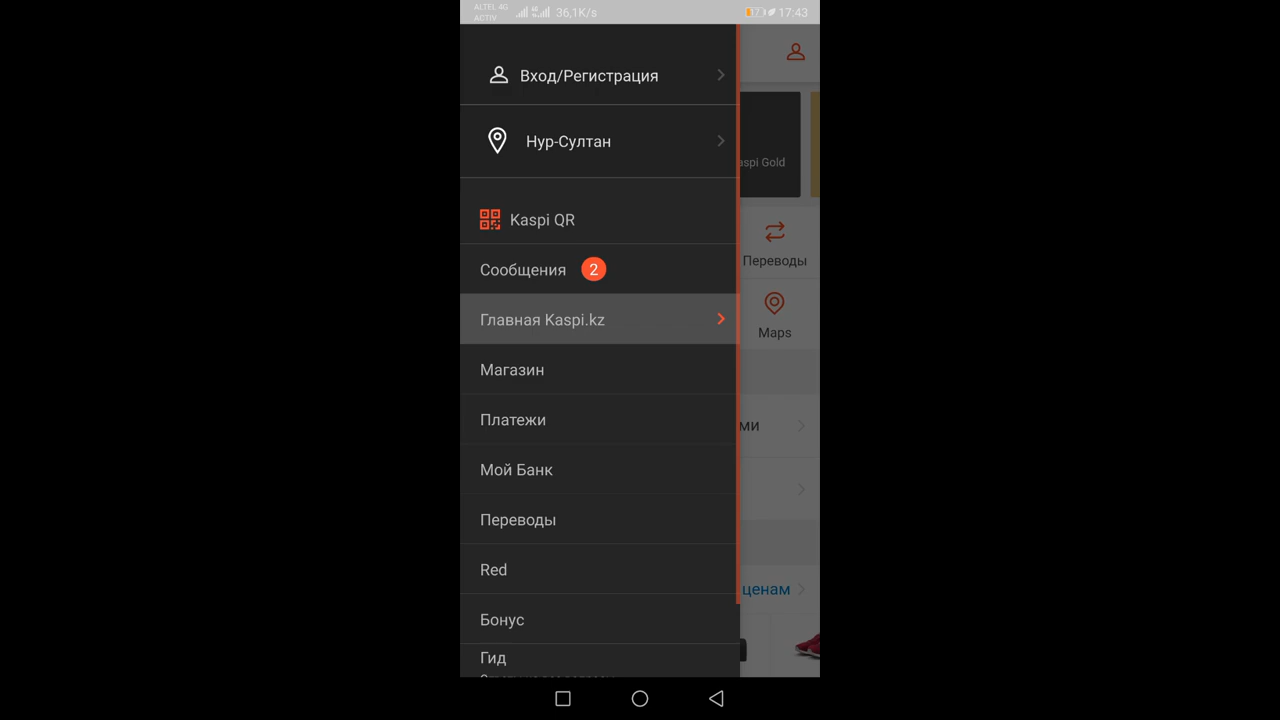 ALTEL 4G
ACTIV
36,1K/s
17:43
Вход/Регистрация
Нур-Султан
aspi Gold
Kaspi QR
Переводы
Сообщения 2
Главная Kaspi.kz
Maps
Магазин
Платежи
ми
Мой Банк
Переводы
Red
ценам
Бонус
Гид